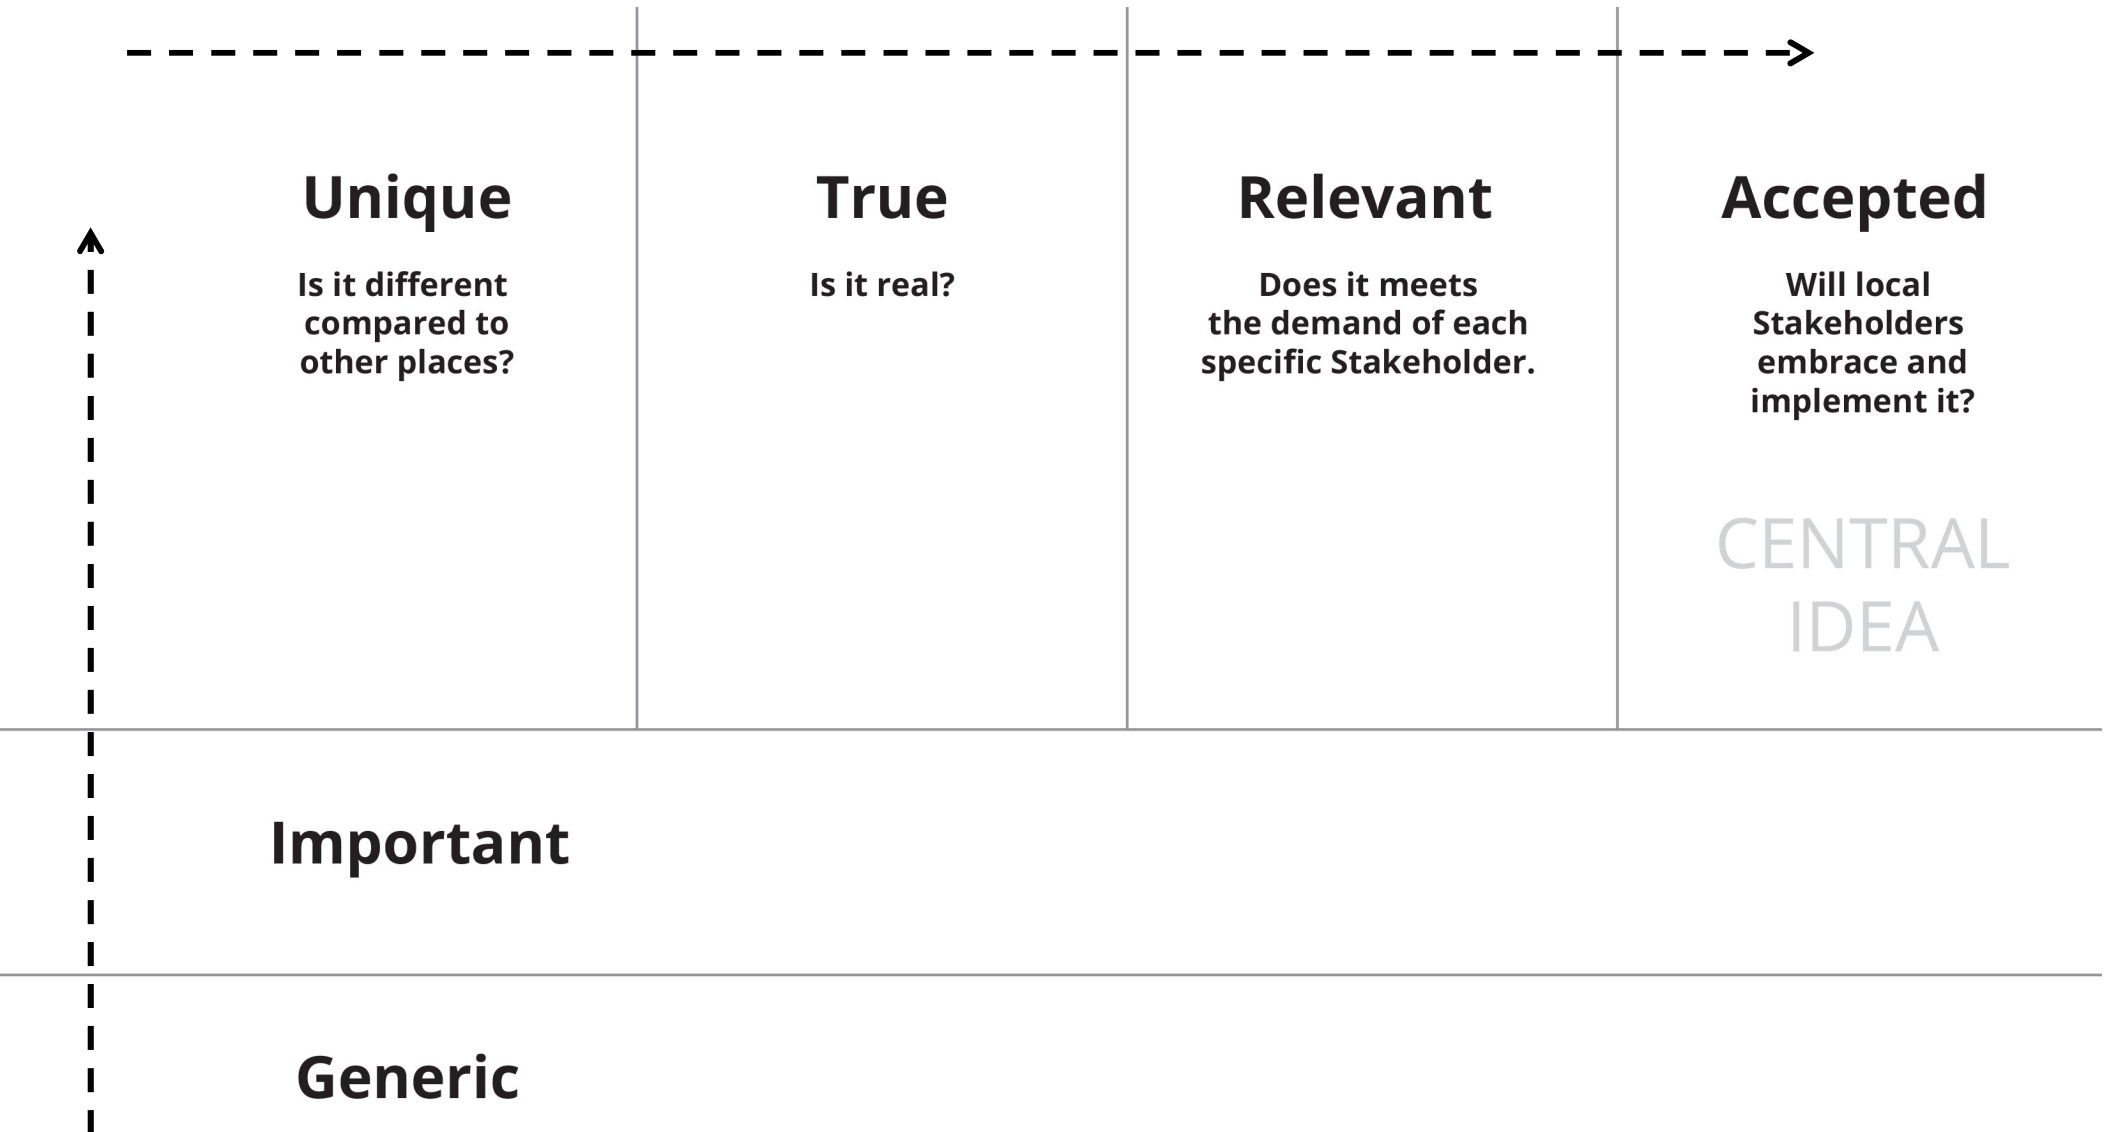 Unique
Is it different
compared to
other places?
True
Is it real?
Relevant
Does it meets
the demand of each
specific Stakeholder.
Accepted
Will local
Stakeholders
embrace and
implement it?
CENTRAL
IDEA
Important
Generic